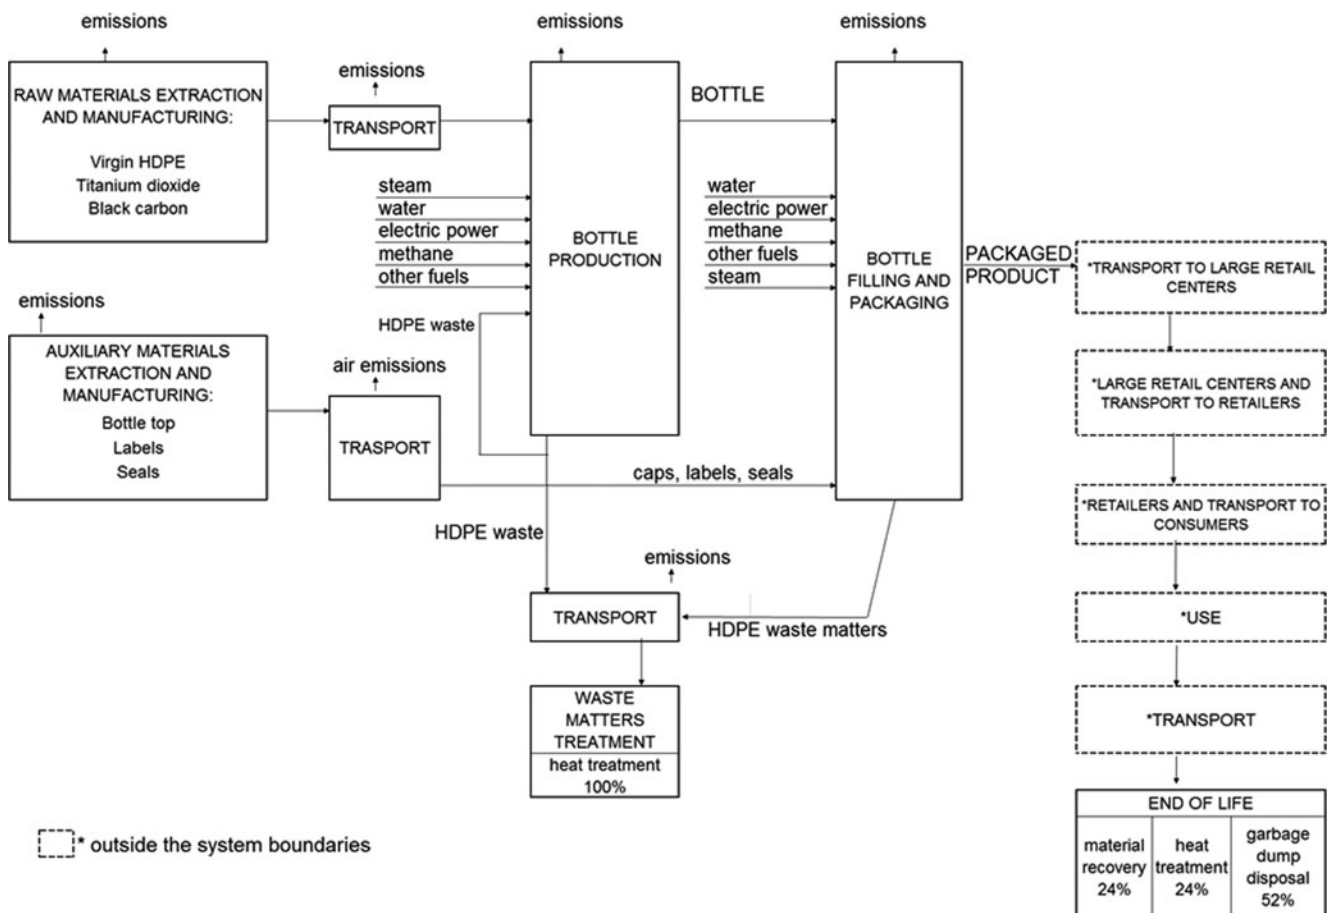 emissions
RAW MATERIALS EXTRACTION
AND MANUFACTURING:
Virgin HDPE
Titanium dioxide
Black carbon
emissions
TRANSPORT
emissions
AUXILIARY MATERIALS
EXTRACTION AND
MANUFACTURING:
Bottle top
Labels
Seals
air emissions
TRASPORT
emissions
BOTTLE
PRODUCTION
steam
water
electric power
methane
other fuels
HDPE waste
BOTTLE
emissions
BOTTLE
FILLING AND
PACKAGING
water
electric power
methane
other fuels
steam
caps, labels, seals
HDPE waste
emissions
TRANSPORT
HDPE waste matters
WASTE
MATTERS
TREATMENT
heat treatment
100%
PACKAGED
PRODUCT
*TRANSPORT TO LARGE RETAIL
CENTERS
*LARGE RETAIL CENTERS AND
TRANSPORT TO RETAILERS
*RETAILERS AND TRANSPORT TO
CONSUMERS
*USE
*TRANSPORT
END OF LIFE
material
recovery
24%
heat
treatment
24%
garbage
dump
disposal
52%
* outside the system boundaries